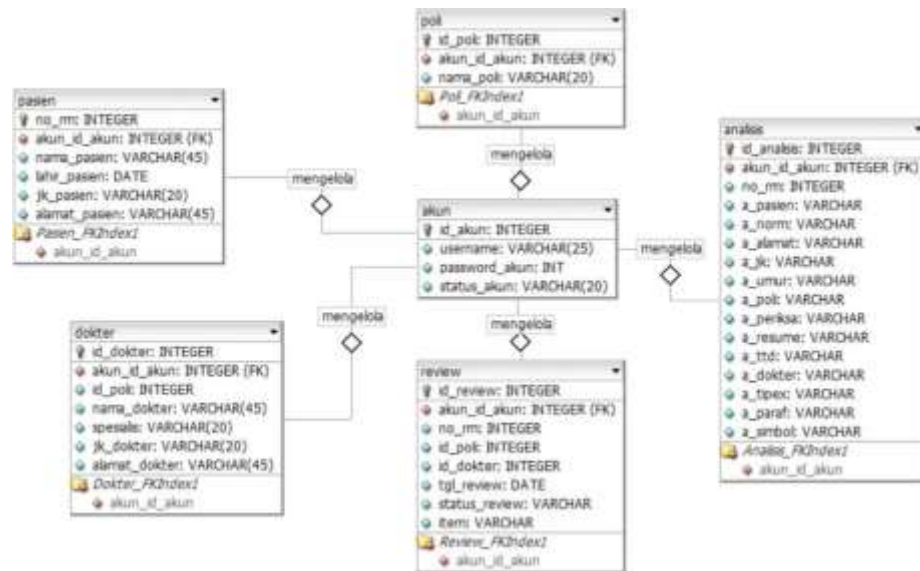 poli
id_poli: INTEGER
akun_id_akun: INTEGER (FK)
nama_poli: VARCHAR(20)
Poli_FKIndex1
akun_id_akun
pasien
no_rm: INTEGER
akun_id_akun: INTEGER (FK)
nama_pasien: VARCHAR(45)
lahir_pasien: DATE
jk_pasien: VARCHAR(20)
alamat_pasien: VARCHAR(45)
Pasien_FKIndex1
akun_id_akun
mengelola
mengelola
akun
id_akun: INTEGER
username: VARCHAR(25)
password_akun: INT
status_akun: VARCHAR(20)
mengelola
analisis
id_analisis: INTEGER
akun_id_akun: INTEGER (FK)
no_rm: INTEGER
a_pasien: VARCHAR
a_norm: VARCHAR
a_alamat: VARCHAR
a_jk: VARCHAR
a_umur: VARCHAR
a_poli: VARCHAR
a_periksa: VARCHAR
a_resume: VARCHAR
a_ttd: VARCHAR
a_dokter: VARCHAR
a_tipex: VARCHAR
a_paraf: VARCHAR
a_simbol: VARCHAR
Analisis_FKIndex1
akun_id_akun
mengelola
mengelola
dokter
id_dokter: INTEGER
akun_id_akun: INTEGER (FK)
id_poli: INTEGER
nama_dokter: VARCHAR(45)
spesialis: VARCHAR(20)
jk_dokter: VARCHAR(20)
alamat_dokter: VARCHAR(45)
Dokter_FKIndex1
akun_id_akun
review
id_review: INTEGER
akun_id_akun: INTEGER (FK)
no_rm: INTEGER
id_poli: INTEGER
id_dokter: INTEGER
tgl_review: DATE
status_review: VARCHAR
item: VARCHAR
Review_FKIndex1
akun_id_akun